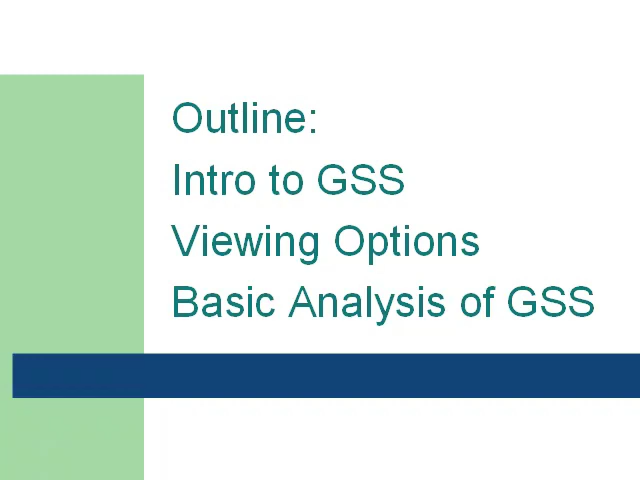 Outline:
Intro to GSS
Viewing Options
Basic Analysis of GSS